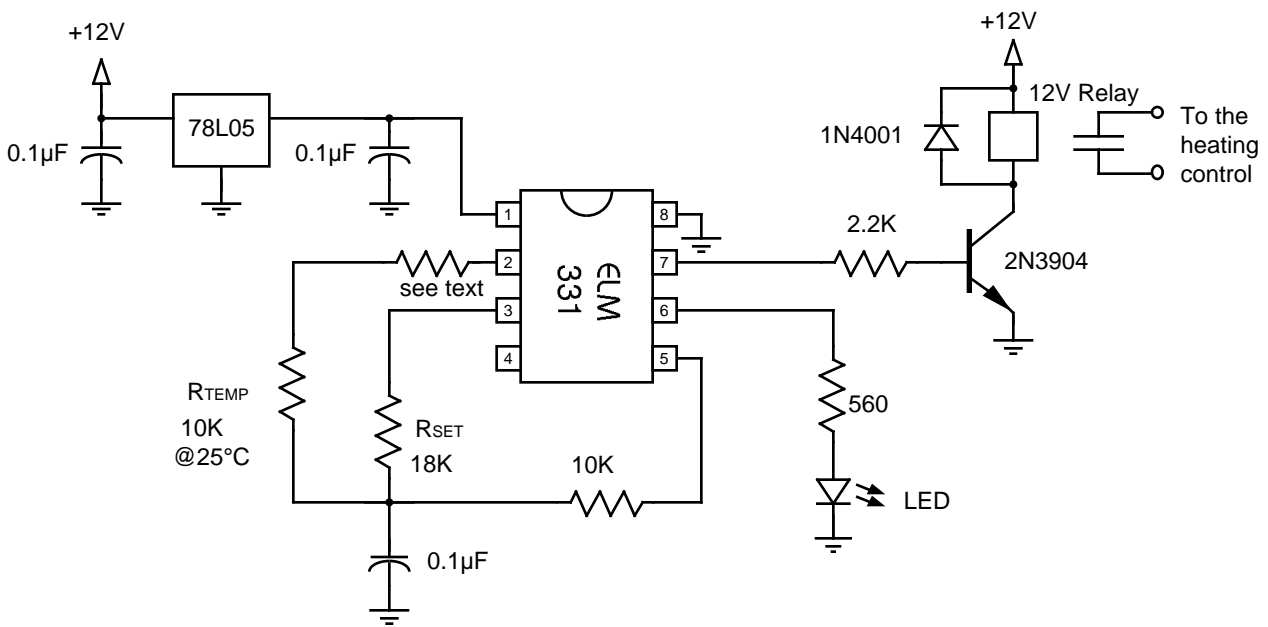 +12V
78L05
0.1µF
0.1µF
+12V
12V Relay
1N4001
To the
heating
control
1
2
3
4
8
7
6
5
ELM
331
see text
RTEMP
10K
@25°C
RSET
18K
10K
0.1µF
2.2K
2N3904
560
LED